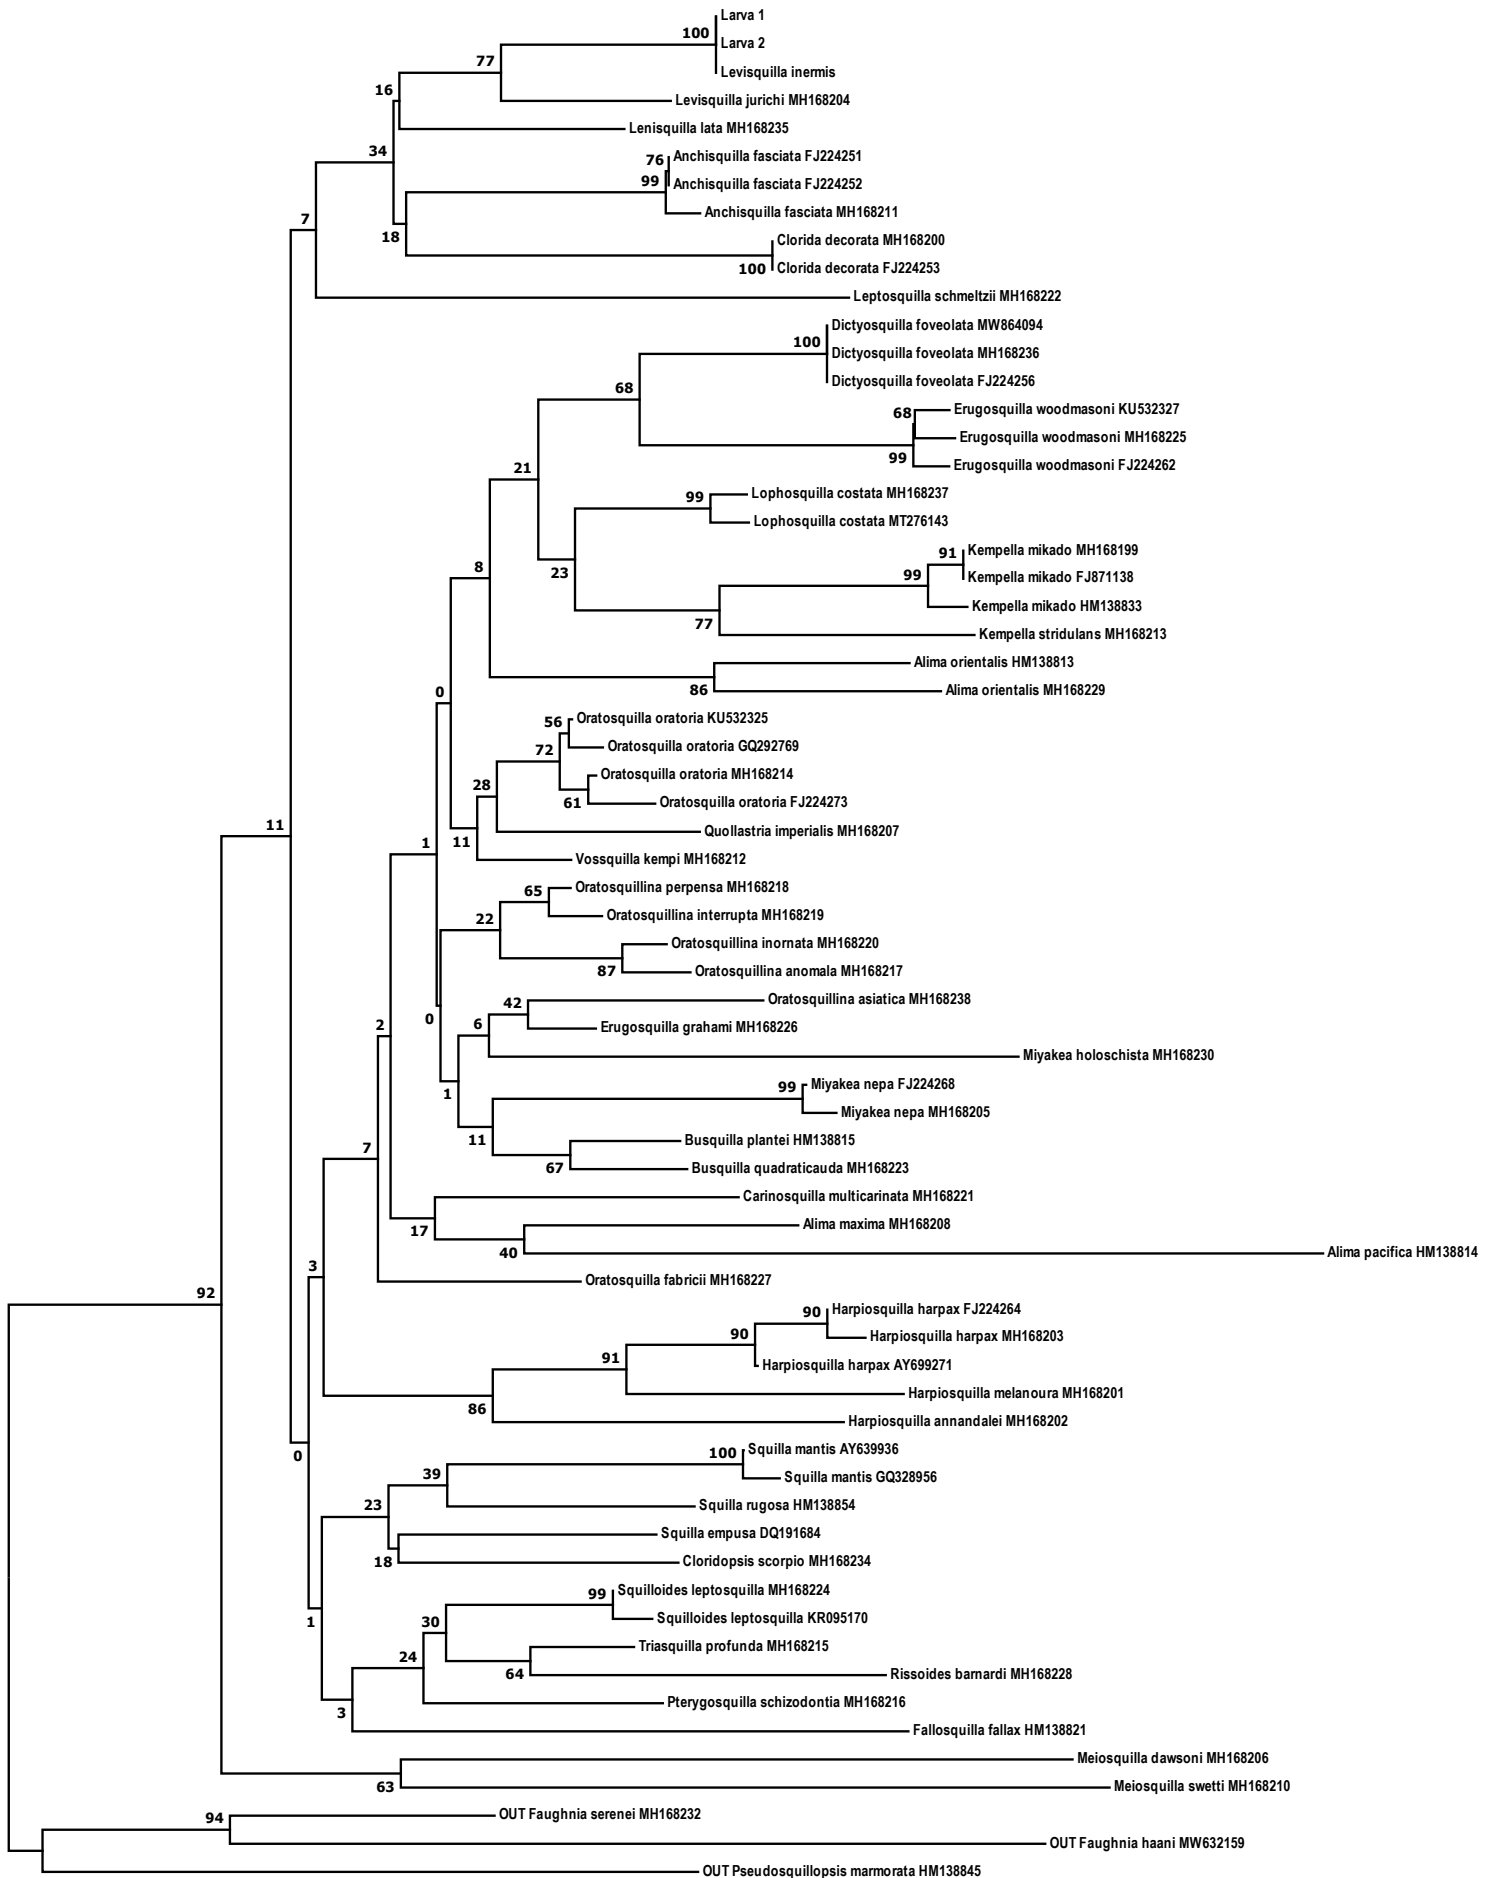 Larva 1
100
Larva 2
77
Levisquilla inermis
16
Levisquilla jurichi MH168204
Lenisquilla lata MH168235
34
76
Anchisquilla fasciata FJ224251
99
Anchisquilla fasciata FJ224252
Anchisquilla fasciata MH168211
7
18
Clorida decorata MH168200
100
Clorida decorata FJ224253
Leptosquilla schmeltzii MH168222
Dictyosquilla foveolata MW864094
100
Dictyosquilla foveolata MH168236
Dictyosquilla foveolata FJ224256
68
68
Erugosquilla woodmasoni KU532327
Erugosquilla woodmasoni MH168225
99
Erugosquilla woodmasoni FJ224262
21
99
Lophosquilla costata MH168237
Lophosquilla costata MT276143
91
Kempella mikado MH168199
8
23
99
Kempella mikado FJ871138
Kempella mikado HM138833
77
Kempella stridulans MH168213
Alima orientalis HM138813
0
86
Alima orientalis MH168229
56
Oratosquilla oratoria KU532325
72
Oratosquilla oratoria GQ292769
28
Oratosquilla oratoria MH168214
61
Oratosquilla oratoria FJ224273
11
Quollastria imperialis MH168207
1
11
Vossquilla kempi MH168212
65
Oratosquillina perpensa MH168218
22
Oratosquillina interrupta MH168219
Oratosquillina inornata MH168220
87
Oratosquillina anomala MH168217
42
Oratosquillina asiatica MH168238
2
0
6
Erugosquilla grahami MH168226
Miyakea holoschista MH168230
1
99
Miyakea nepa FJ224268
Miyakea nepa MH168205
7
11
Busquilla plantei HM138815
67
Busquilla quadraticauda MH168223
Carinosquilla multicarinata MH168221
17
Alima maxima MH168208
40
Alima pacifica HM138814
3
Oratosquilla fabricii MH168227
92
90
Harpiosquilla harpax FJ224264
90
Harpiosquilla harpax MH168203
91
Harpiosquilla harpax AY699271
Harpiosquilla melanoura MH168201
86
Harpiosquilla annandalei MH168202
0
100
Squilla mantis AY639936
39
Squilla mantis GQ328956
23
Squilla rugosa HM138854
Squilla empusa DQ191684
18
Cloridopsis scorpio MH168234
99
Squilloides leptosquilla MH168224
1
30
Squilloides leptosquilla KR095170
24
Triasquilla profunda MH168215
64
Rissoides barnardi MH168228
3
Pterygosquilla schizodontia MH168216
Fallosquilla fallax HM138821
Meiosquilla dawsoni MH168206
63
Meiosquilla swetti MH168210
94
OUT Faughnia serenei MH168232
OUT Faughnia haani MW632159
OUT Pseudosquillopsis marmorata HM138845